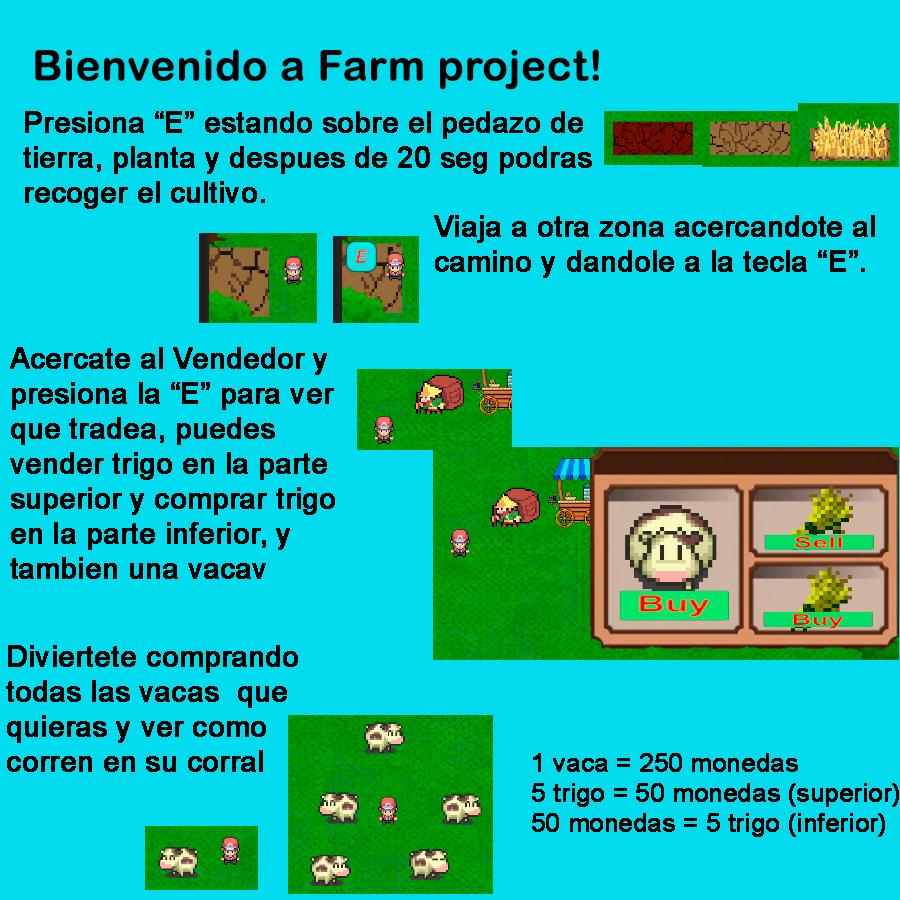 Bienvenido a Farm project!
Presiona “E” estando sobre el pedazo de
tierra, planta y despues de 20 seg podras
recoger el cultivo.
Viaja a otra zona acercandote al
camino y dandole a la tecla “E”.
E
Acercate al Vendedor y
presiona la “E” para ver
que tradea, puedes
vender trigo en la parte
superior y comprar trigo
en la parte inferior, y
tambien una vacav
Sell
Buy
Buy
Diviertete comprando
todas las vacas  que
quieras y ver como
corren en su corral
1 vaca = 250 monedas
5 trigo = 50 monedas (superior)
50 monedas = 5 trigo (inferior)